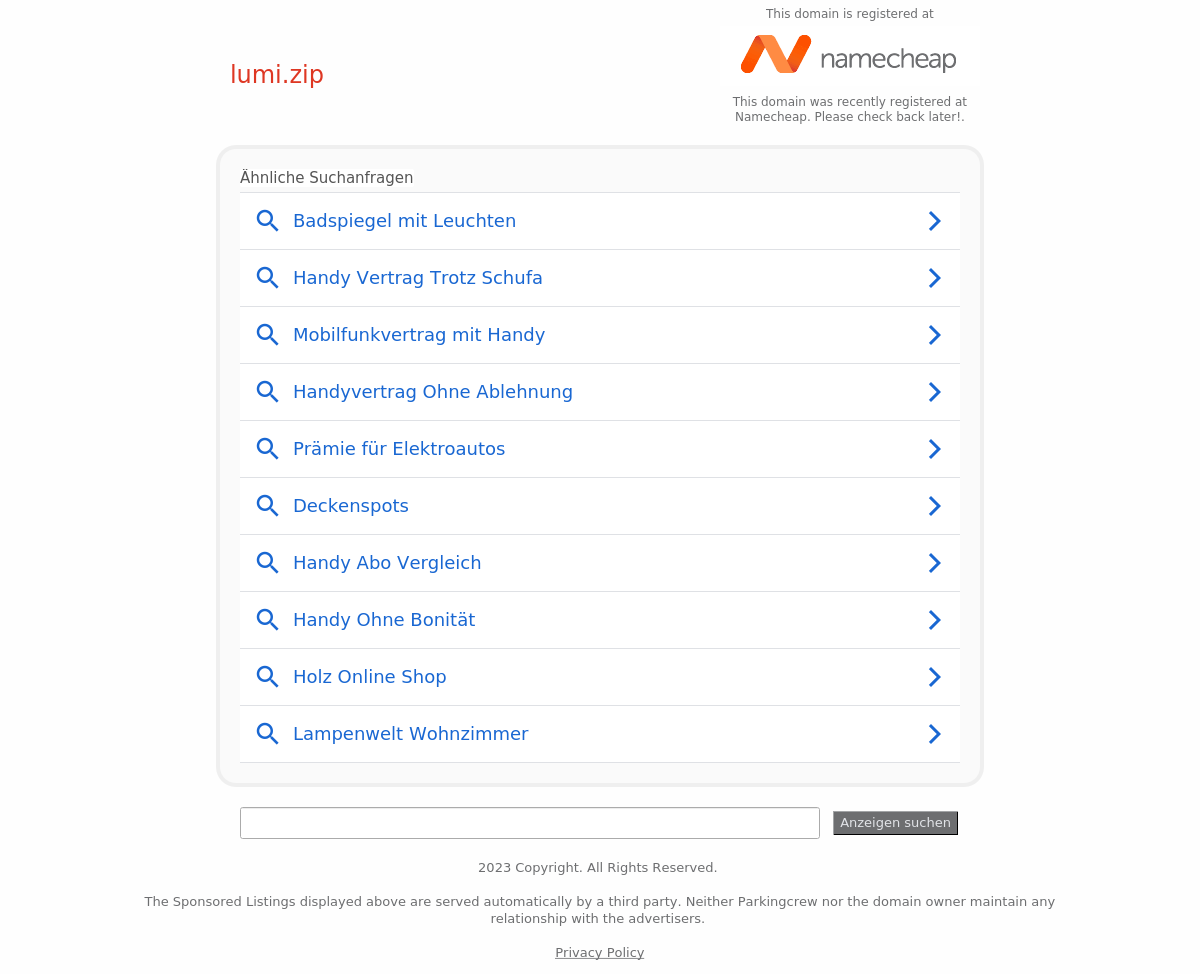 This domain is registered at
namecheap
lumi.zip
This domain was recently registered at
Namecheap. Please check back later!.
Ähnliche Suchanfragen
Badspiegel mit Leuchten
Handy Vertrag Trotz Schufa
Mobilfunkvertrag mit Handy
Handyvertrag Ohne Ablehnung
Prämie für Elektroautos
Deckenspots
Handy Abo Vergleich
Handy Ohne Bonität
Holz Online Shop
Lampenwelt Wohnzimmer
Anzeigen suchen
2023 Copyright. All Rights Reserved.
The Sponsored Listings displayed above are served automatically by a third party. Neither Parkingcrew nor the domain owner maintain any
relationship with the advertisers.
Privacy Policy